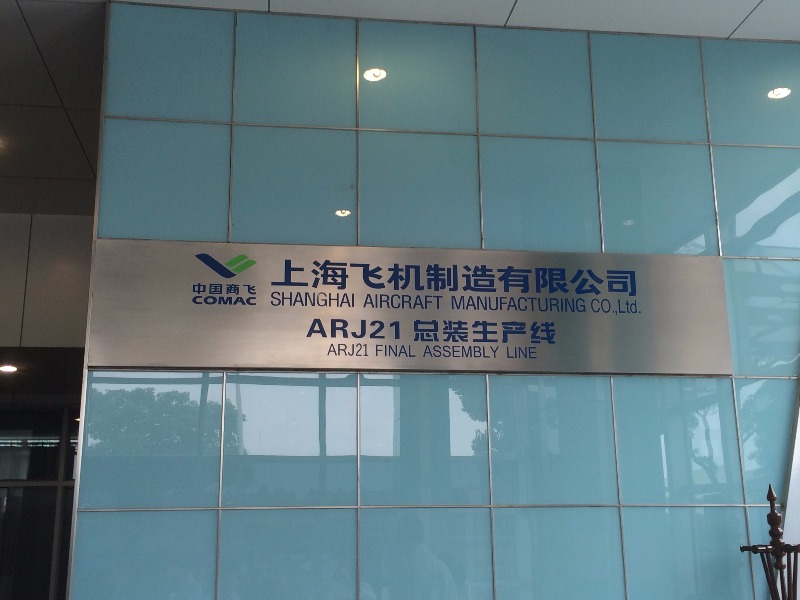 中国商飞
COMAC
上海飞机制造有限公司
SHANGHAI AIRCRAFT MANUFACTURING CO.,Ltd.
ARJ21 总装生产线
ARJ21 FINAL ASSEMBLY LINE